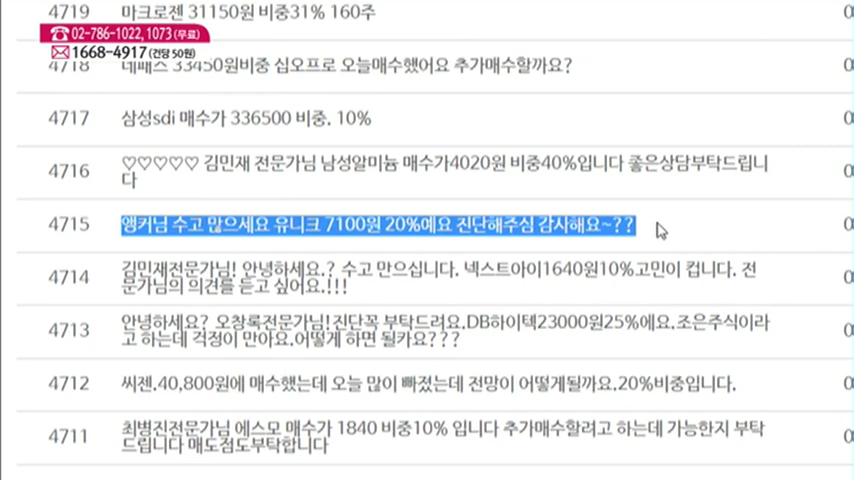 4719 마크로젠 31150원 비중31% 160주
02-786-1022, 1073 (무료)
1668-4917 (건당 50원)
4718 네패스 33450원비중 십오프로 오늘매수했어요 추가매수할까요?
4717 삼성sdi 매수가 336500 비중. 10%
4716 ♡♡♡♡♡ 김민재 전문가님 남성알미늄 매수가4020원 비중40%입니다 좋은상담부탁드립니
다
4715 앵커님 수고 많으세요 유니크 7100원 20%예요 진단해주심 감사해요~??
4714 김민재전문가님! 안녕하세요.? 수고 만으십니다. 넥스트아이1640원10%고민이 컵니다. 전
문가님의 의견를 듣고 싶어요.!!!
4713 안녕하세요? 오창록전문가님!진단꼭 부탁드려요.DB하이텍23000원25%에요.조은주식이라
고 하는데 걱정이 만아요.어떻게 하면 될카요???
4712 씨젠.40,800원에 매수했는데 오늘 많이 빠졌는데 전망이 어떻게될까요.20%비중입니다.
4711 최병진전문가님 에스모 매수가 1840 비중10% 입니다 추가매수할려고 하는데 가능한지 부탁
드립니다 매도점도부탁합니다